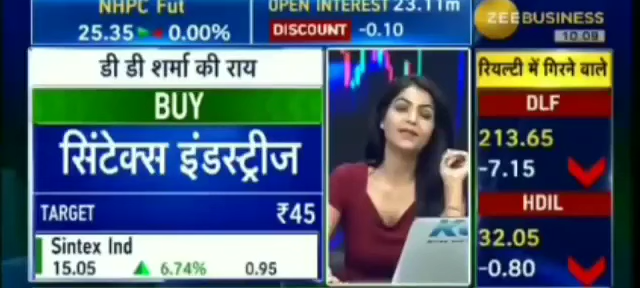 NHPC Fut
25.35 0.00%
OPEN INTEREST 23.11m
DISCOUNT -0.10
ZEE BUSINESS
10:09
डी डी शर्मा की राय
BUY
सिंटेक्स इंडस्ट्रीज
TARGET ₹45
Sintex Ind
15.05 6.74% 0.95
रियल्टी में गिरने वाले
DLF
213.65
-7.15
HDIL
32.05
-0.80